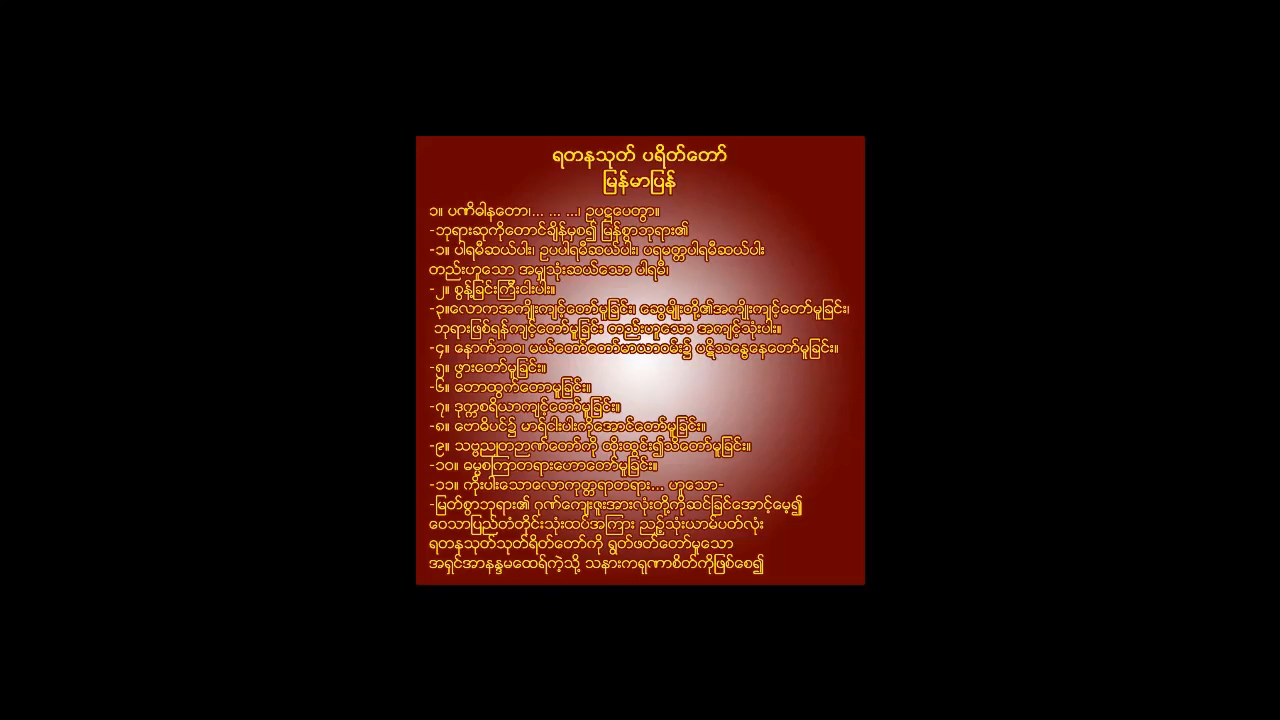 ရတနသုတ် ပရိတ်တော်
မြန်မာပြန်
၁။ ပဏိဓါနတော၊... ... ...၊ ဥပဋ္ဌပေတွာ။
-ဘုရားဆုကိုတောင်ချိန်မှစ၍ မြန်စွာဘုရား၏
-၁။ ပါရမီဆယ်ပါး၊ ဥပပါရမီဆယ်ပါး၊ ပရမတ္တပါရမီဆယ်ပါး
တည်းဟူသော အမျှသုံးဆယ်သော ပါရမီ၊
-၂။ စွန့်ခြင်းကြီးငါးပါး။
-၃။လောကအကျိုးကျင့်တော်မူခြင်း၊ ဆွေမျိုးတို့၏အကျိုးကျင့်တော်မူခြင်း၊
ဘုရားဖြစ်ရန်ကျင့်တော်မူခြင်း တည်းဟူသော အကျင့်သုံးပါး။
-၄။ နောက်ဘဝ၊ မယ်တော်တော်မာယာဝမ်း၌ ပဋိသန္ဓေနေတော်မူခြင်း။
-၅။ ဖွားတော်မူခြင်း။
-၆။ တောထွက်တောမူခြင်း။
-၇။ ဒုက္ကစရိယာကျင့်တော်မူခြင်း။
-၈။ ဗောဓိပင်၌ မာရ်ငါးပါးကိုအောင်တော်မူခြင်း။
-၉။ သဗ္ဗညုတဉာဏ်တော်ကို ထိုးထွင်း၍သိတော်မူခြင်း။
-၁၀။ ဓမ္မစကြာတရားဟောတော်မူခြင်း။
-၁၁။ ကိုးပါးသောလောကုတ္တရာတရား... ဟူသော-
-မြတ်စွာဘုရား၏ ဂုဏ်ကျေးဇူးအားလုံးတို့ကိုဆင်ခြင်အောင့်မေ့၍
ဝေသာပြည်တံတိုင်းသုံးထပ်အကြား ညဉ့်သုံးယာမ်ပတ်လုံး
ရတနသုတ်သုတ်ရိတ်တော်ကို ရွတ်ဖတ်တော်မူသော
အရှင်အာနန္ဒမထေရ်ကဲ့သို့ သနားကရုဏာစိတ်ကိုဖြစ်စေ၍